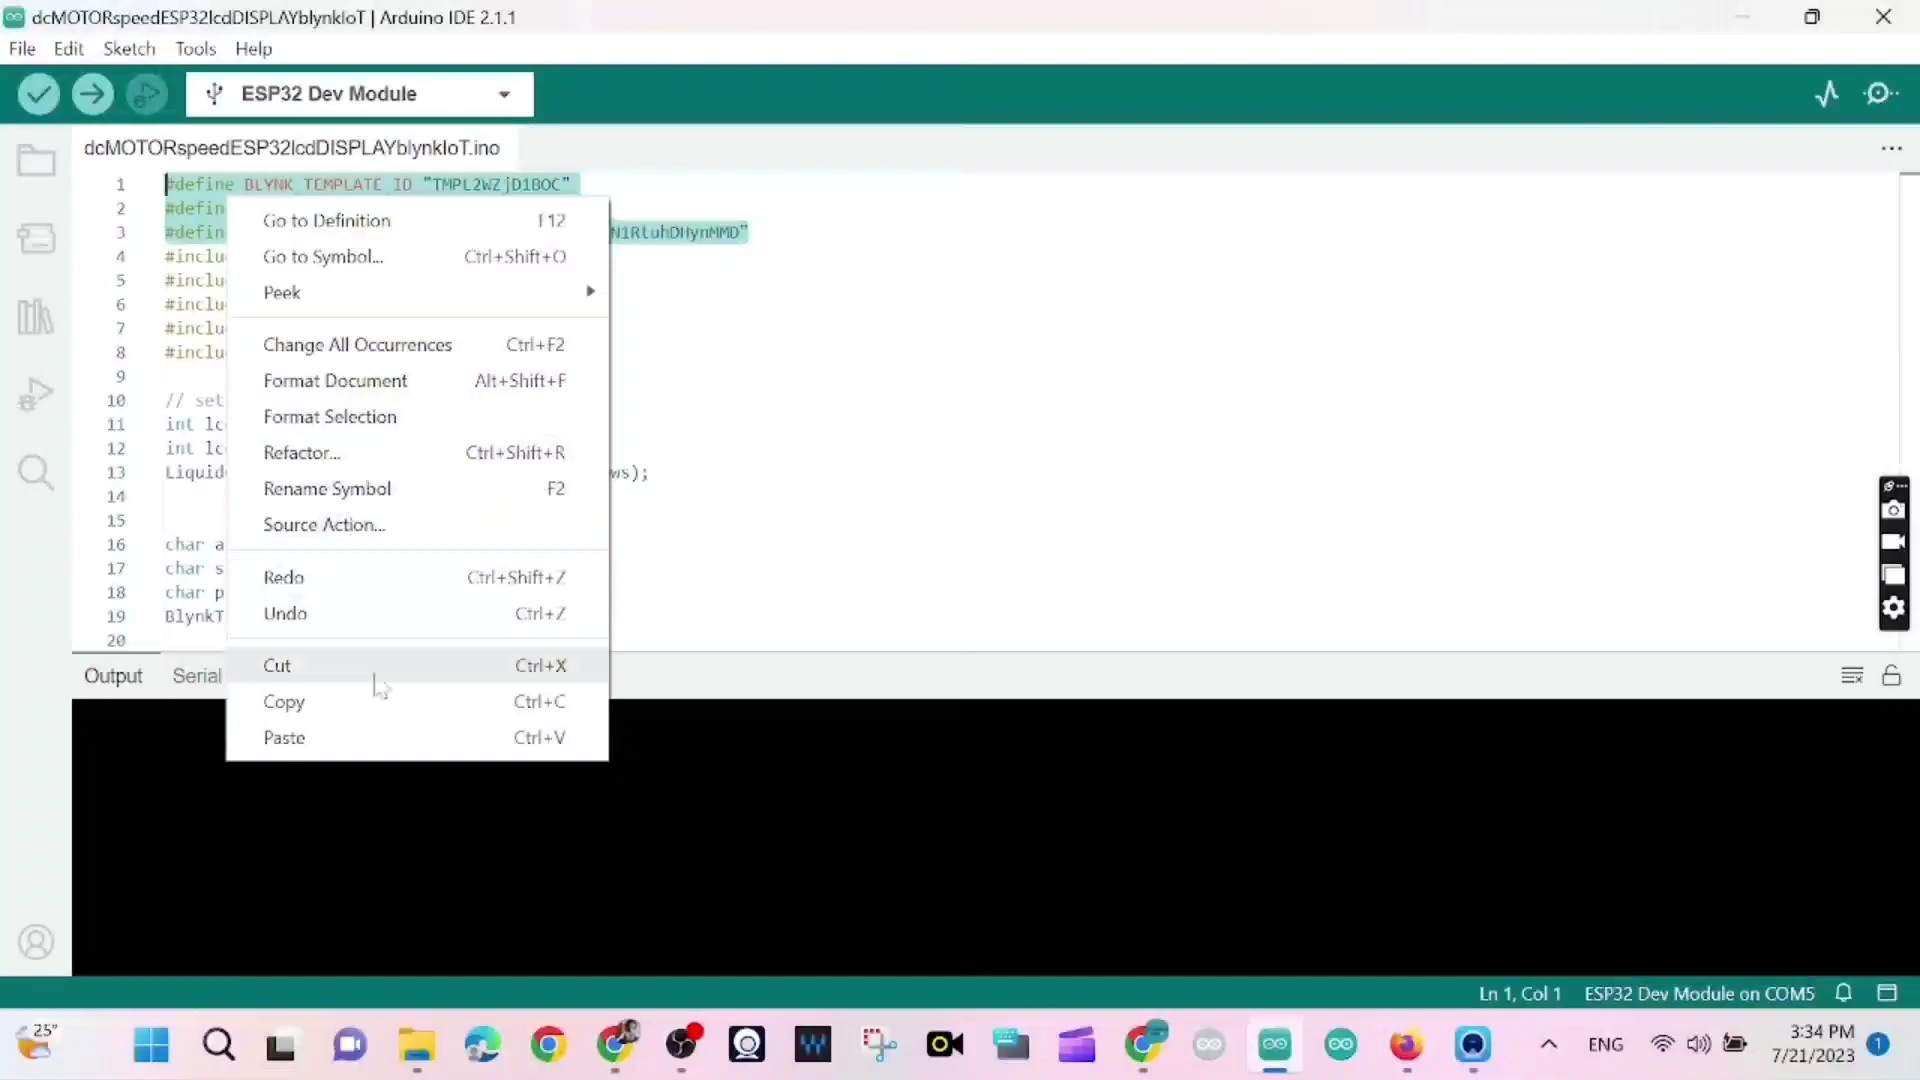 dcMOTORspeedESP32lcdDISPLAYblynkIoT | Arduino IDE 2.1.1
File Edit Sketch Tools Help
ESP32 Dev Module
dcMOTORspeedESP32lcdDISPLAYblynkIoT.ino
1 #define BLYNK_TEMPLATE_ID "TMPL2WZjD1BOC"
2 #defin
3 #defin N1RluhDHynMMD"
4 #inclu
5 #inclu
6 #inclu
7 #inclu
8 #inclu
9
10 // set
11 int lc
12 int lc
13 Liquid ws);
14
15
16 char a
17 char s
18 char p
19 BlynkT
20
Go to Definition F12
Go to Symbol... Ctrl+Shift+O
Peek
Change All Occurrences Ctrl+F2
Format Document Alt+Shift+F
Format Selection
Refactor... Ctrl+Shift+R
Rename Symbol F2
Source Action...
Redo Ctrl+Shift+Z
Undo Ctrl+Z
Cut Ctrl+X
Copy Ctrl+C
Paste Ctrl+V
Output Serial
Ln 1, Col 1 ESP32 Dev Module on COM5
25°
ENG
3:34 PM
7/21/2023
1